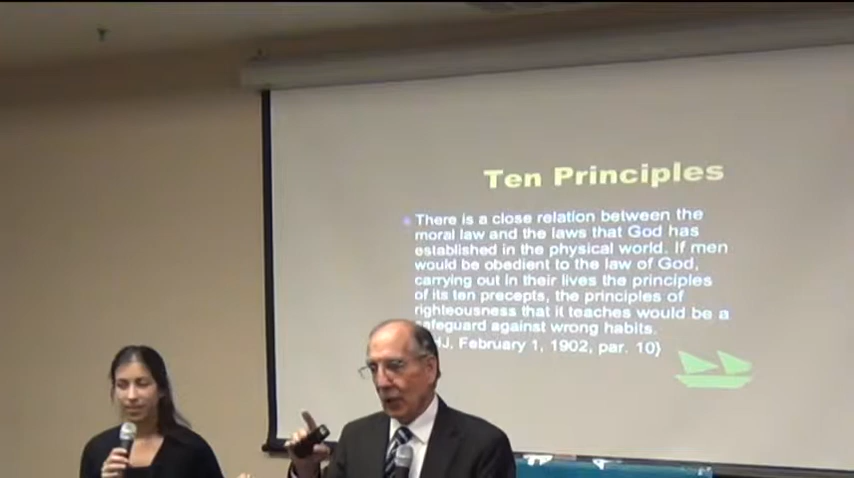 Ten Principles
There is a close relation between the
moral law and the laws that God has
established in the physical world. If men
would be obedient to the law of God,
carrying out in their lives the principles
of its ten precepts, the principles of
righteousness that it teaches would be a
safeguard against wrong habits.
HJ, February 1, 1902, par. 10}